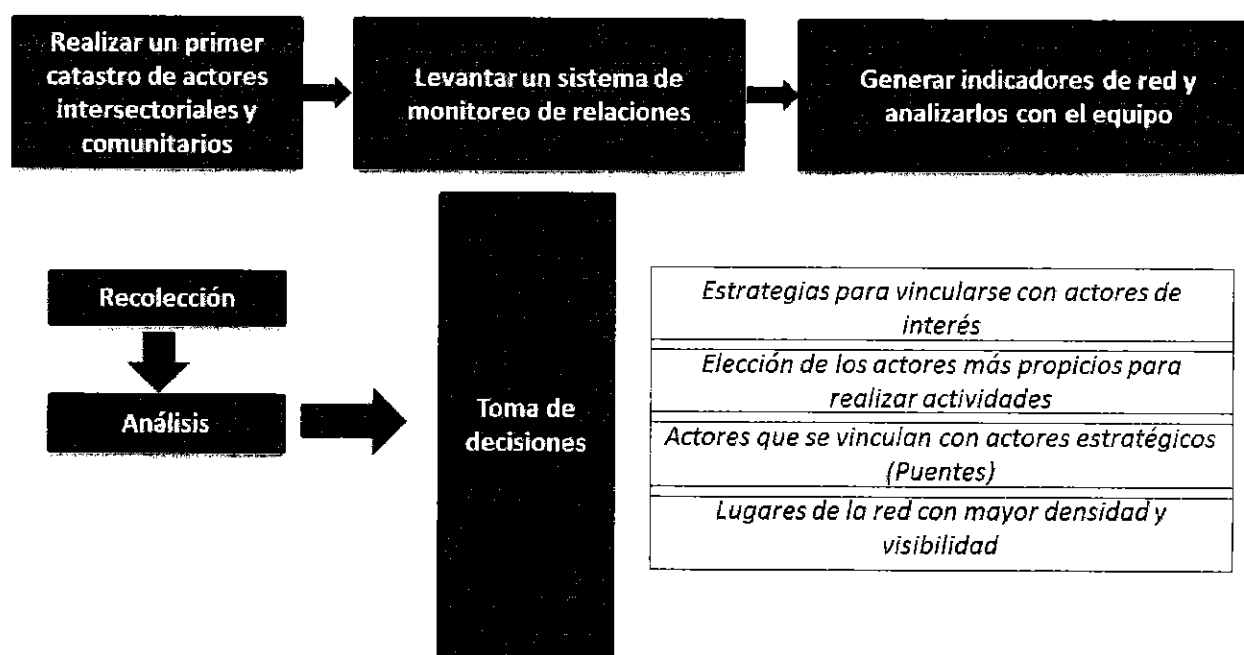 Realizar un primer
catastro de actores
intersectoriales y
comunitarios
Levantar un sistema de
monitoreo de relaciones
Generar indicadores de red y
analizarlos con el equipo
Recolección
Análisis
Toma de
decisiones
Estrategias para vincularse con actores de
interés
Elección de los actores más propicios para
realizar actividades
Actores que se vinculan con actores estratégicos
(Puentes)
Lugares de la red con mayor densidad y
visibilidad